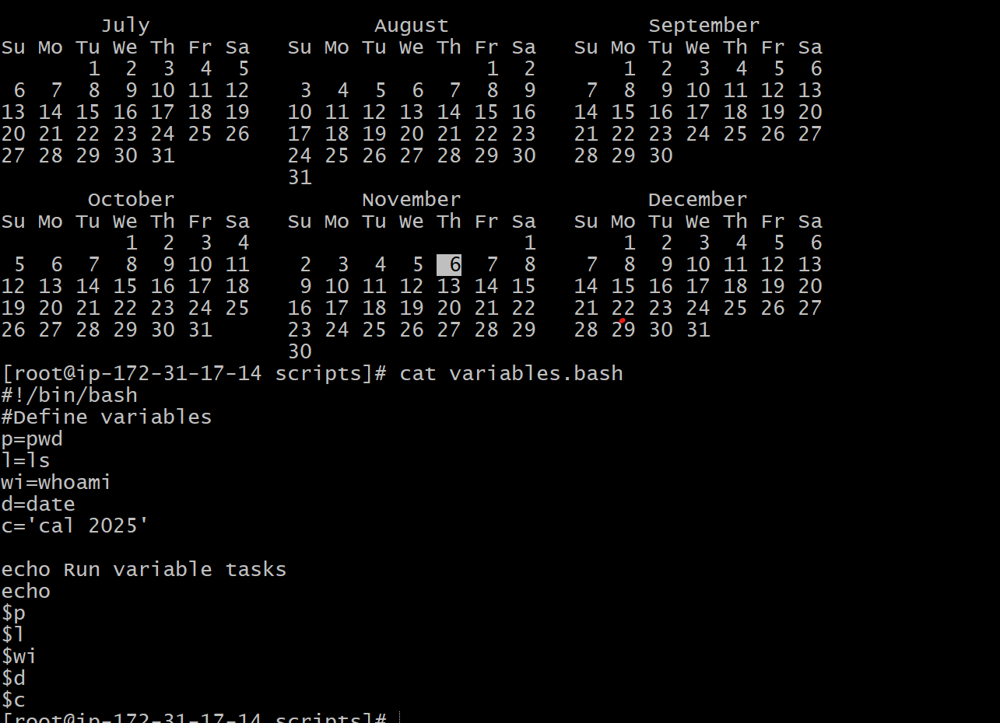 July                     August                 September
Su Mo Tu We Th Fr Sa   Su Mo Tu We Th Fr Sa   Su Mo Tu We Th Fr Sa
       1  2  3  4  5                   1  2       1  2  3  4  5  6
 6  7  8  9 10 11 12    3  4  5  6  7  8  9    7  8  9 10 11 12 13
13 14 15 16 17 18 19   10 11 12 13 14 15 16   14 15 16 17 18 19 20
20 21 22 23 24 25 26   17 18 19 20 21 22 23   21 22 23 24 25 26 27
27 28 29 30 31         24 25 26 27 28 29 30   28 29 30
                       31
      October                 November               December
Su Mo Tu We Th Fr Sa   Su Mo Tu We Th Fr Sa   Su Mo Tu We Th Fr Sa
          1  2  3  4                      1       1  2  3  4  5  6
 5  6  7  8  9 10 11    2  3  4  5  6  7  8    7  8  9 10 11 12 13
12 13 14 15 16 17 18    9 10 11 12 13 14 15   14 15 16 17 18 19 20
19 20 21 22 23 24 25   16 17 18 19 20 21 22   21 22 23 24 25 26 27
26 27 28 29 30 31      23 24 25 26 27 28 29   28 29 30 31
                       30
[root@ip-172-31-17-14 scripts]# cat variables.bash
#!/bin/bash
#Define variables
p=pwd
l=ls
wi=whoami
d=date
c='cal 2025'

echo Run variable tasks
echo
$p
$l
$wi
$d
$c
[root@ip-172-31-17-14 scripts]#